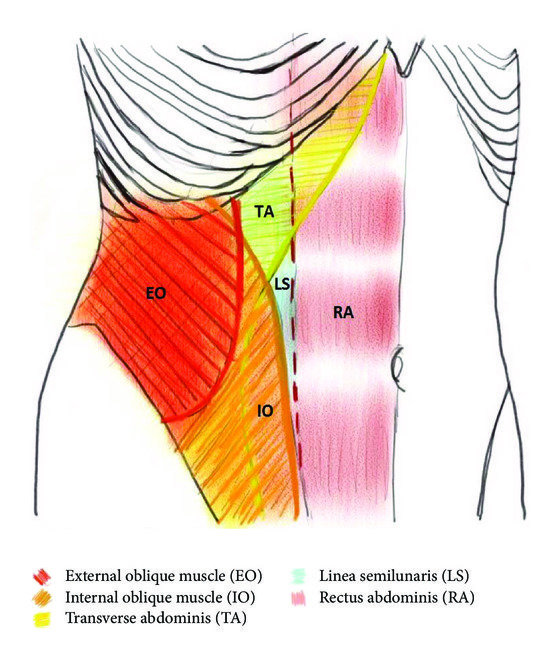 TA
LS
EO
RA
IO
External oblique muscle (EO)
Internal oblique muscle (IO)
Transverse abdominis (TA)
Linea semilunaris (LS)
Rectus abdominis (RA)